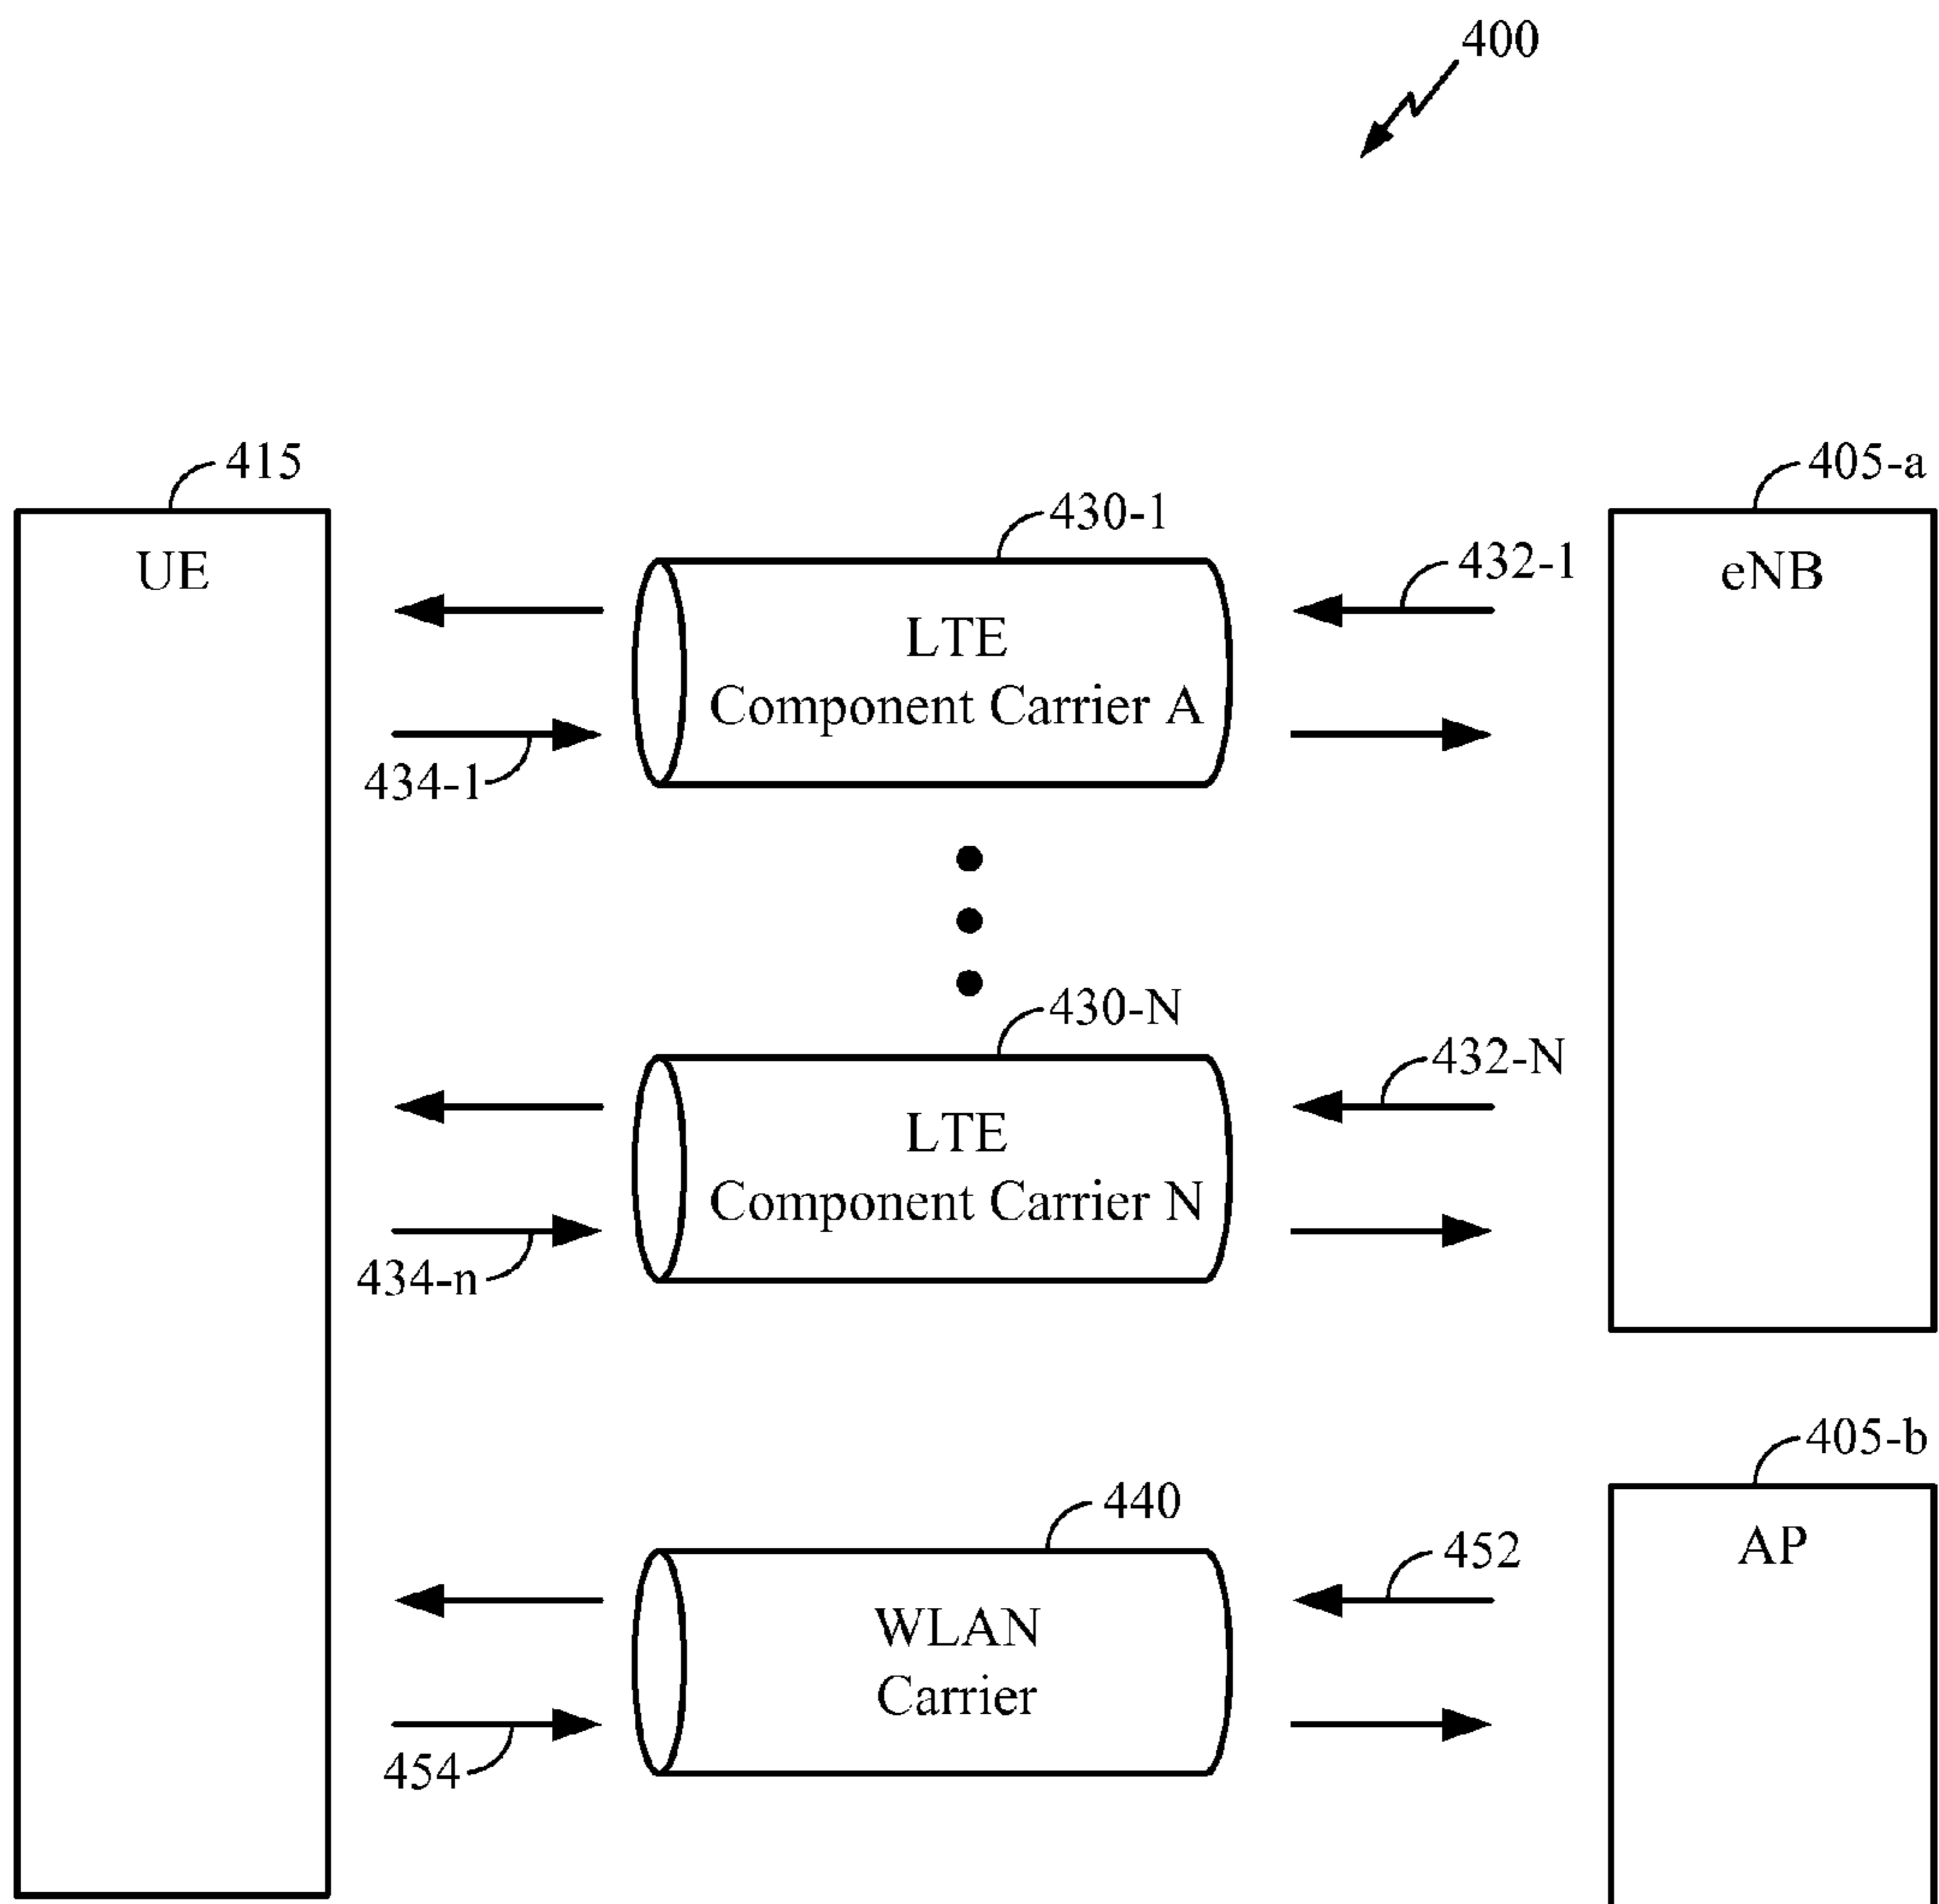 400
415
405-a
UE
430-1
432-1
eNB
LTE
Component Carrier A
434-1
430-N
432-N
LTE
Component Carrier N
434-n
405-b
440
452
AP
WLAN
Carrier
454